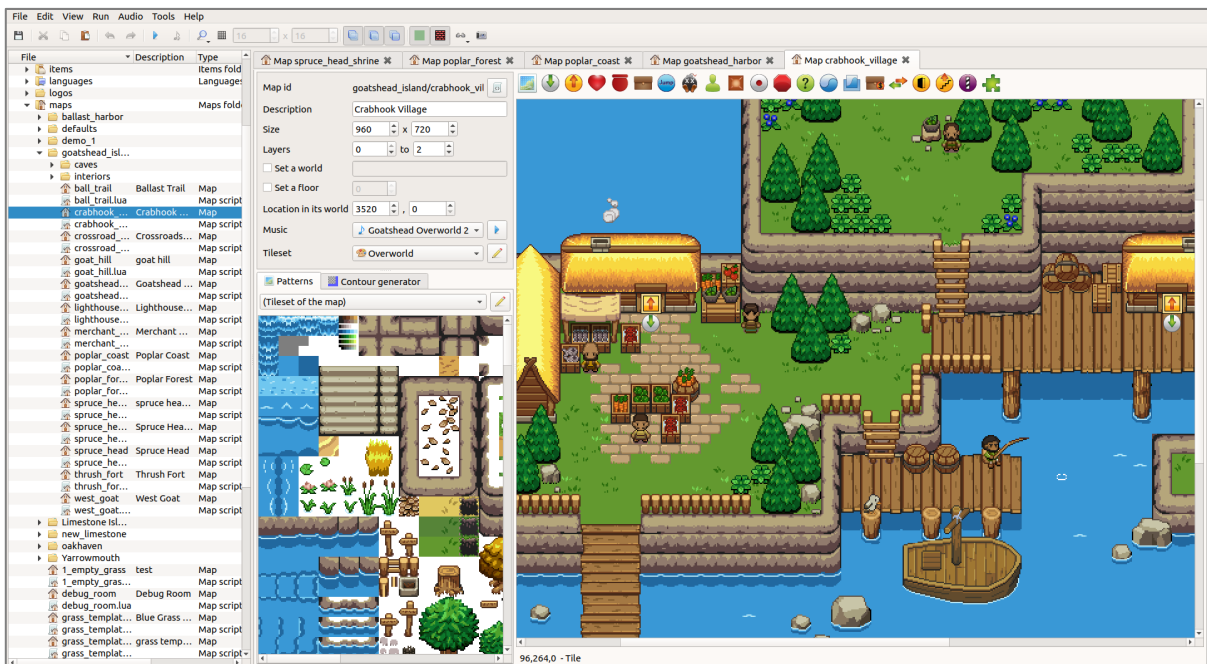 File Edit View Run Audio Tools Help
16 x 16
File Description Type
items Items fold
languages Languages
logos
maps Maps fold
ballast_harbor
defaults
demo_1
goatshead_isl...
caves
interiors
ball_trail Ballast Trail Map
ball_trail.lua Map script
crabhook_... Crabhook ... Map
crabhook_... Map script
crossroad_... Crossroads... Map
crossroad_... Map script
goat_hill goat hill Map
goat_hill.lua Map script
goatshead... Goatshead ... Map
goatshead... Map script
lighthouse... Lighthouse... Map
lighthouse... Map script
merchant_... Merchant ... Map
merchant_... Map script
poplar_coast Poplar Coast Map
poplar_coa... Map script
poplar_for... Poplar Forest Map
poplar_for... Map script
spruce_he... spruce hea... Map
spruce_he... Map script
spruce_he... Spruce Hea... Map
spruce_he... Map script
spruce_head Spruce Head Map
spruce_he... Map script
thrush_fort Thrush Fort Map
thrush_for... Map script
west_goat West Goat Map
west_goat.... Map script
Limestone Isl...
new_limestone
oakhaven
Yarrowmouth
1_empty_grass test Map
1_empty_gras... Map script
debug_room Debug Room Map
debug_room.lua Map script
grass_templat... Blue Grass ... Map
grass_templat... Map script
grass_templat... grass temp... Map
grass_templat... Map script
Map spruce_head_shrine
Map poplar_forest
Map poplar_coast
Map goatshead_harbor
Map crabhook_village
Map id goatshead_island/crabhook_vil
Description Crabhook Village
Size 960 x 720
Layers 0 to 2
Set a world
Set a floor 0
Location in its world 3520 , 0
Music Goatshead Overworld 2
Tileset Overworld
Patterns Contour generator
(Tileset of the map)
Jump
?
96,264,0 - Tile